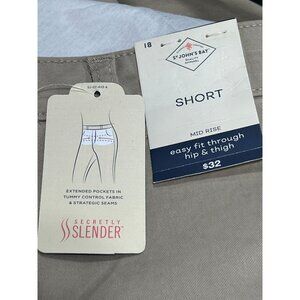 18
ST JOHN'S BAY
SHORT
MID RISE
easy fit through
hip & thigh
$32
EXTENDED POCKETS IN
TUMMY CONTROL FABRIC
& STRATEGIC SEAMS
SECRETLY
SLENDER™